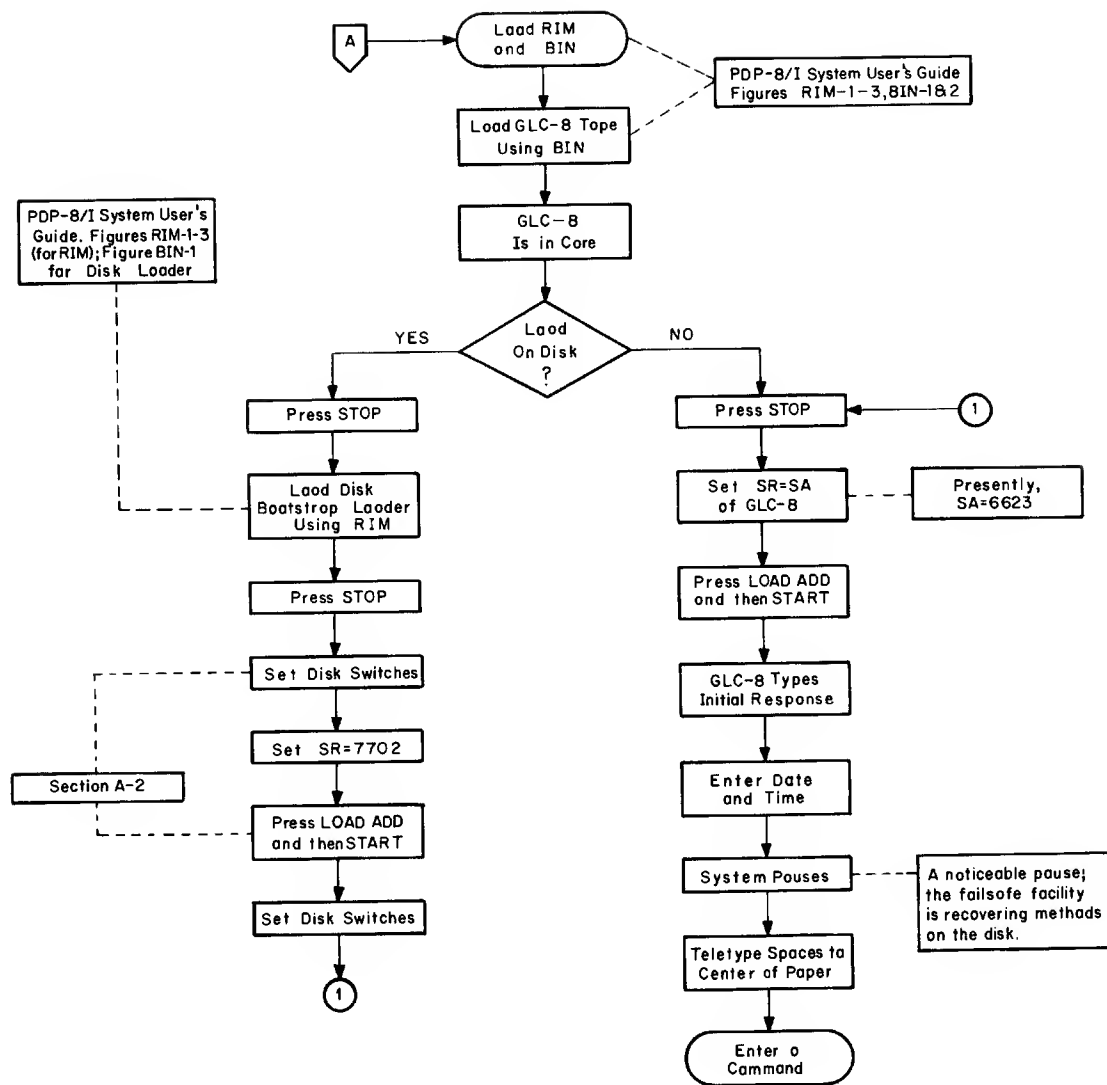 A
Load RIM
and BIN
PDP-8/I System User's Guide
Figures RIM-1-3, BIN-1&2
Load GLC-8 Tape
Using BIN
GLC-8
Is in Core
PDP-8/I System User's
Guide. Figures RIM-1-3
(for RIM); Figure BIN-1
for Disk Loader
Load
On Disk
?
YES
NO
Press STOP
Load Disk
Bootstrap Loader
Using RIM
Press STOP
Set Disk Switches
Set SR=7702
Section A-2
Press LOAD ADD
and then START
Set Disk Switches
1
Press STOP
1
Set SR=SA
of GLC-8
Presently,
SA=6623
Press LOAD ADD
and then START
GLC-8 Types
Initial Response
Enter Date
and Time
System Pauses
A noticeable pause;
the failsafe facility
is recovering methods
on the disk.
Teletype Spaces to
Center of Paper
Enter a
Command